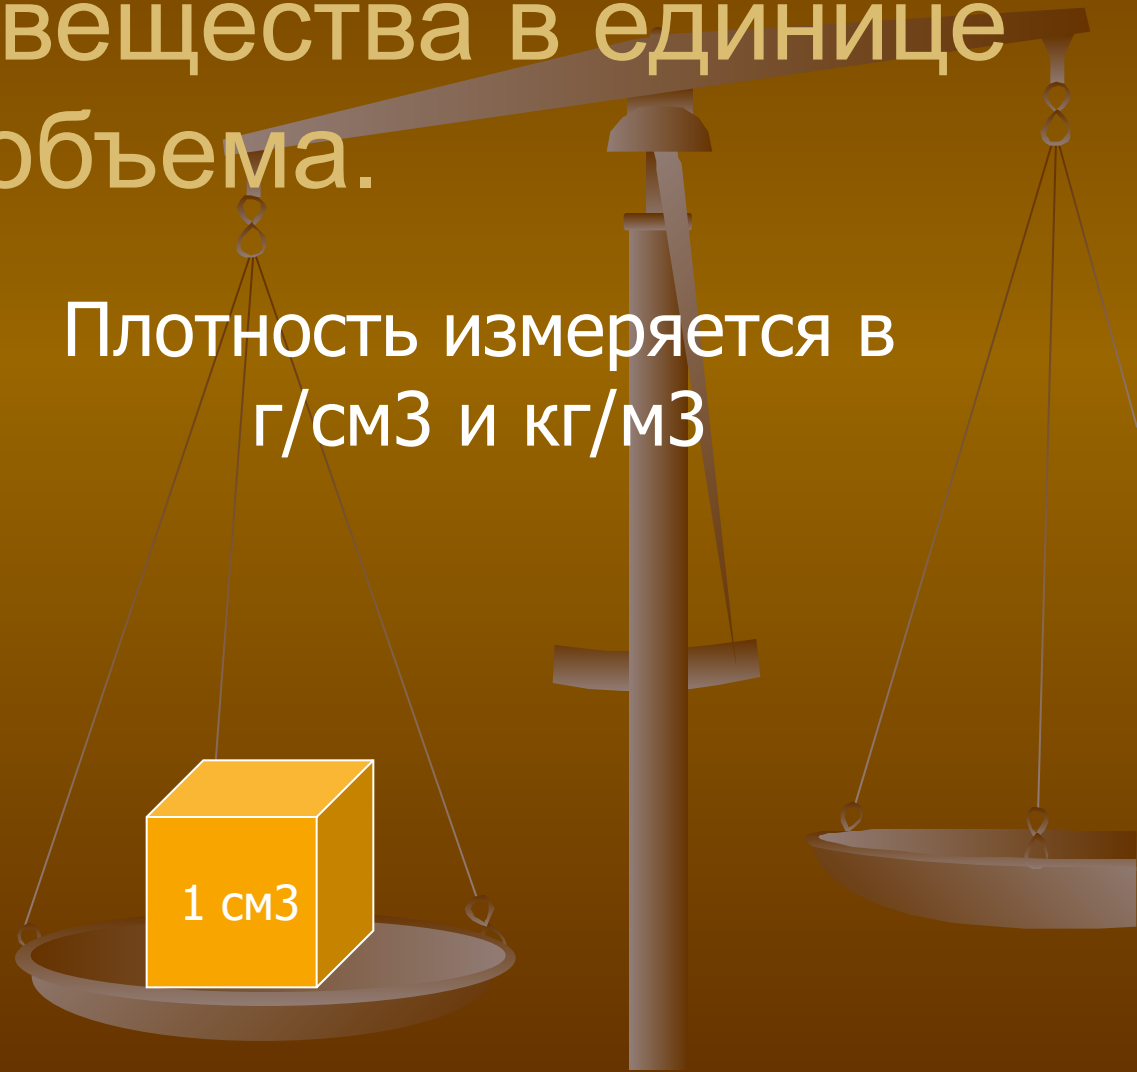 вещества в единице
объема.
Плотность измеряется в
г/см3 и кг/м3
1 см3